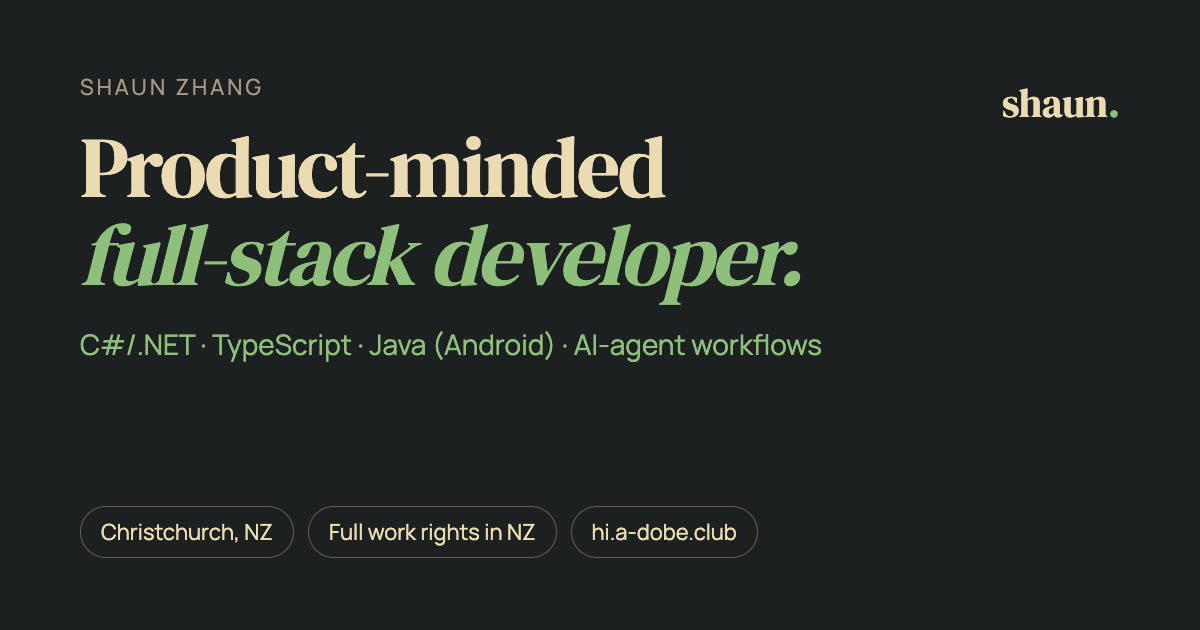 SHAUN ZHANG
shaun.
Product-minded
full-stack developer.
C#/.NET · TypeScript · Java (Android) · AI-agent workflows
Christchurch, NZ
Full work rights in NZ
hi.a-dobe.club